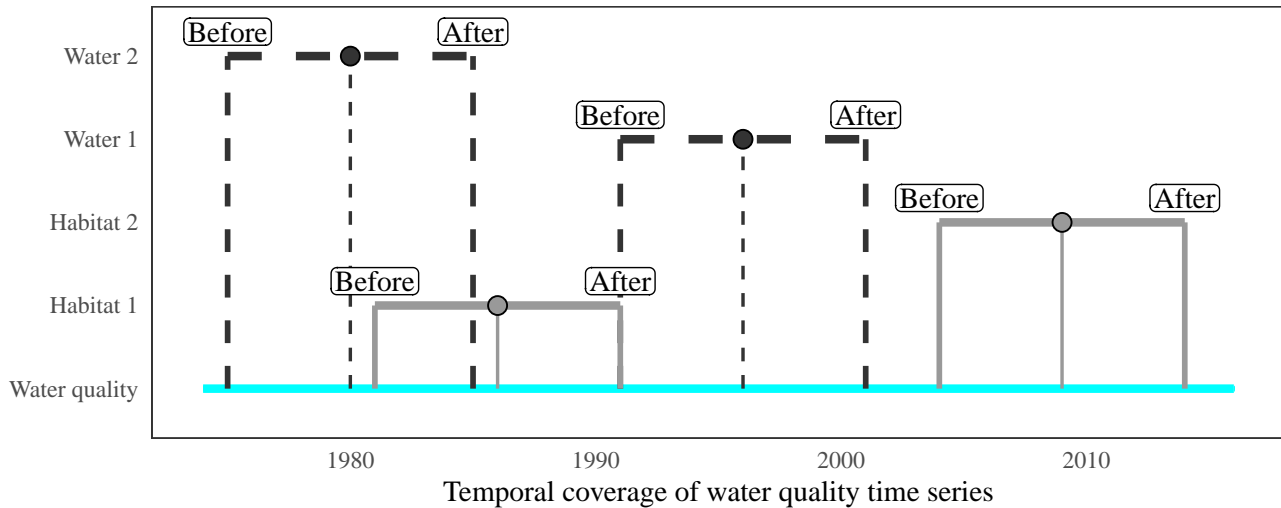 Before
After
Water 2
Before
After
Water 1
Before
After
Habitat 2
Before
After
Habitat 1
Water quality
1980
1990
2000
2010
Temporal coverage of water quality time series